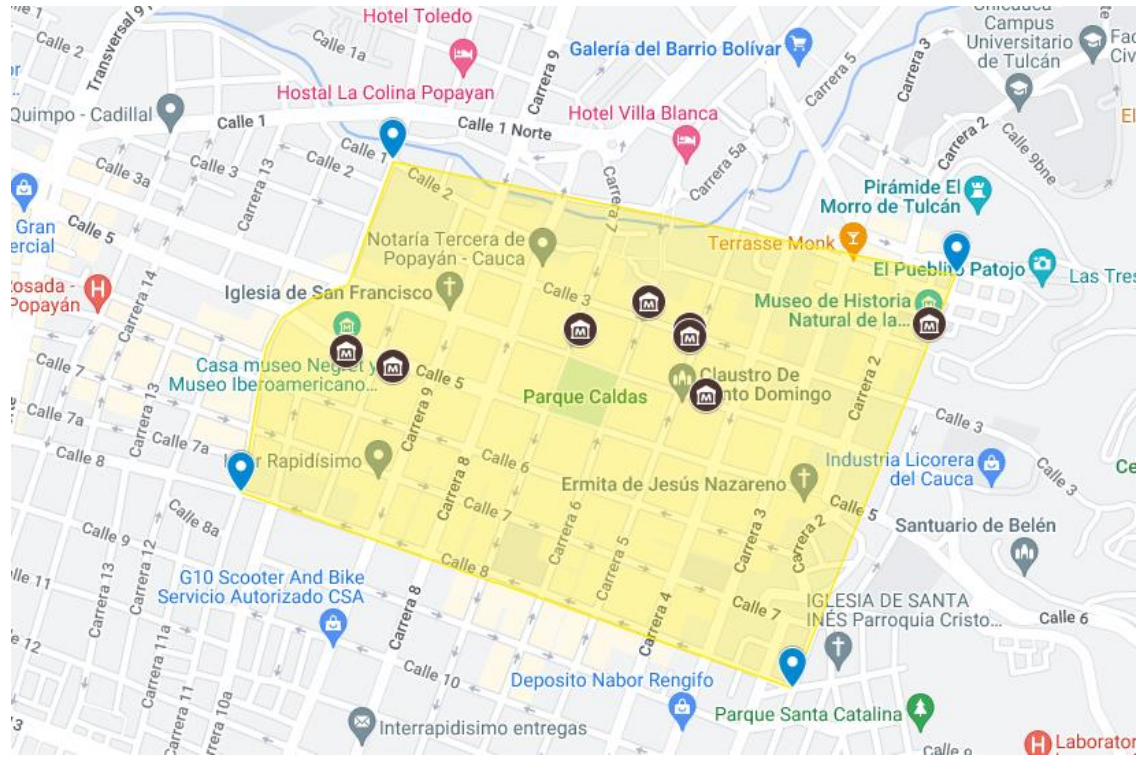 Hotel Toledo
Transversal 9
Calle 2
Calle 1a
Hostal La Colina Popayan
Carrera 9
Galería del Barrio Bolívar
Carrera 5
Carrera 3
Campus
Universitario
de Tulcán
Quimpo - Cadillal
Calle 1
Calle 1 Norte
Hotel Villa Blanca
Carrera 2
Calle 9bne
Calle 2
Calle 3
Calle 3a
Carrera 13
Calle 1
Calle 2
Carrera 7
Carrera 5a
Pirámide El
Morro de Tulcán
Gran
Calle 5
Notaría Tercera de
Popayán - Cauca
Terrasse Monk
El Pueblito Patojo
Las Tres
Popayán
Carrera 14
Iglesia de San Francisco
Calle 3
Museo de Historia
Natural de la...
Casa museo Negret y
Museo Iberoamericano...
Calle 5
Parque Caldas
Claustro De
Santo Domingo
Carrera 2
Calle 7a
Calle 7a
Calle 8
Carrera 13
Carrera 9
Rapidísimo
Carrera 8
Calle 6
Calle 3
Calle 3
Industria Licorera
del Cauca
Ermita de Jesús Nazareno
Calle 5
Calle 7
Carrera 6
Carrera 5
Carrera 3
Carrera 2
Santuario de Belén
Calle 8a
Calle 9
Carrera 12
Carrera 13
Calle 11
Calle 8
Carrera 4
Calle 7
G10 Scooter And Bike
Servicio Autorizado CSA
Carrera 8
IGLESIA DE SANTA
INÉS Parroquia Cristo...
Calle 6
Carrera 11a
Carrera 11
Carrera 10a
Calle 10
Deposito Nabor Rengifo
Parque Santa Catalina
Interrapidisimo entregas
Calle 9